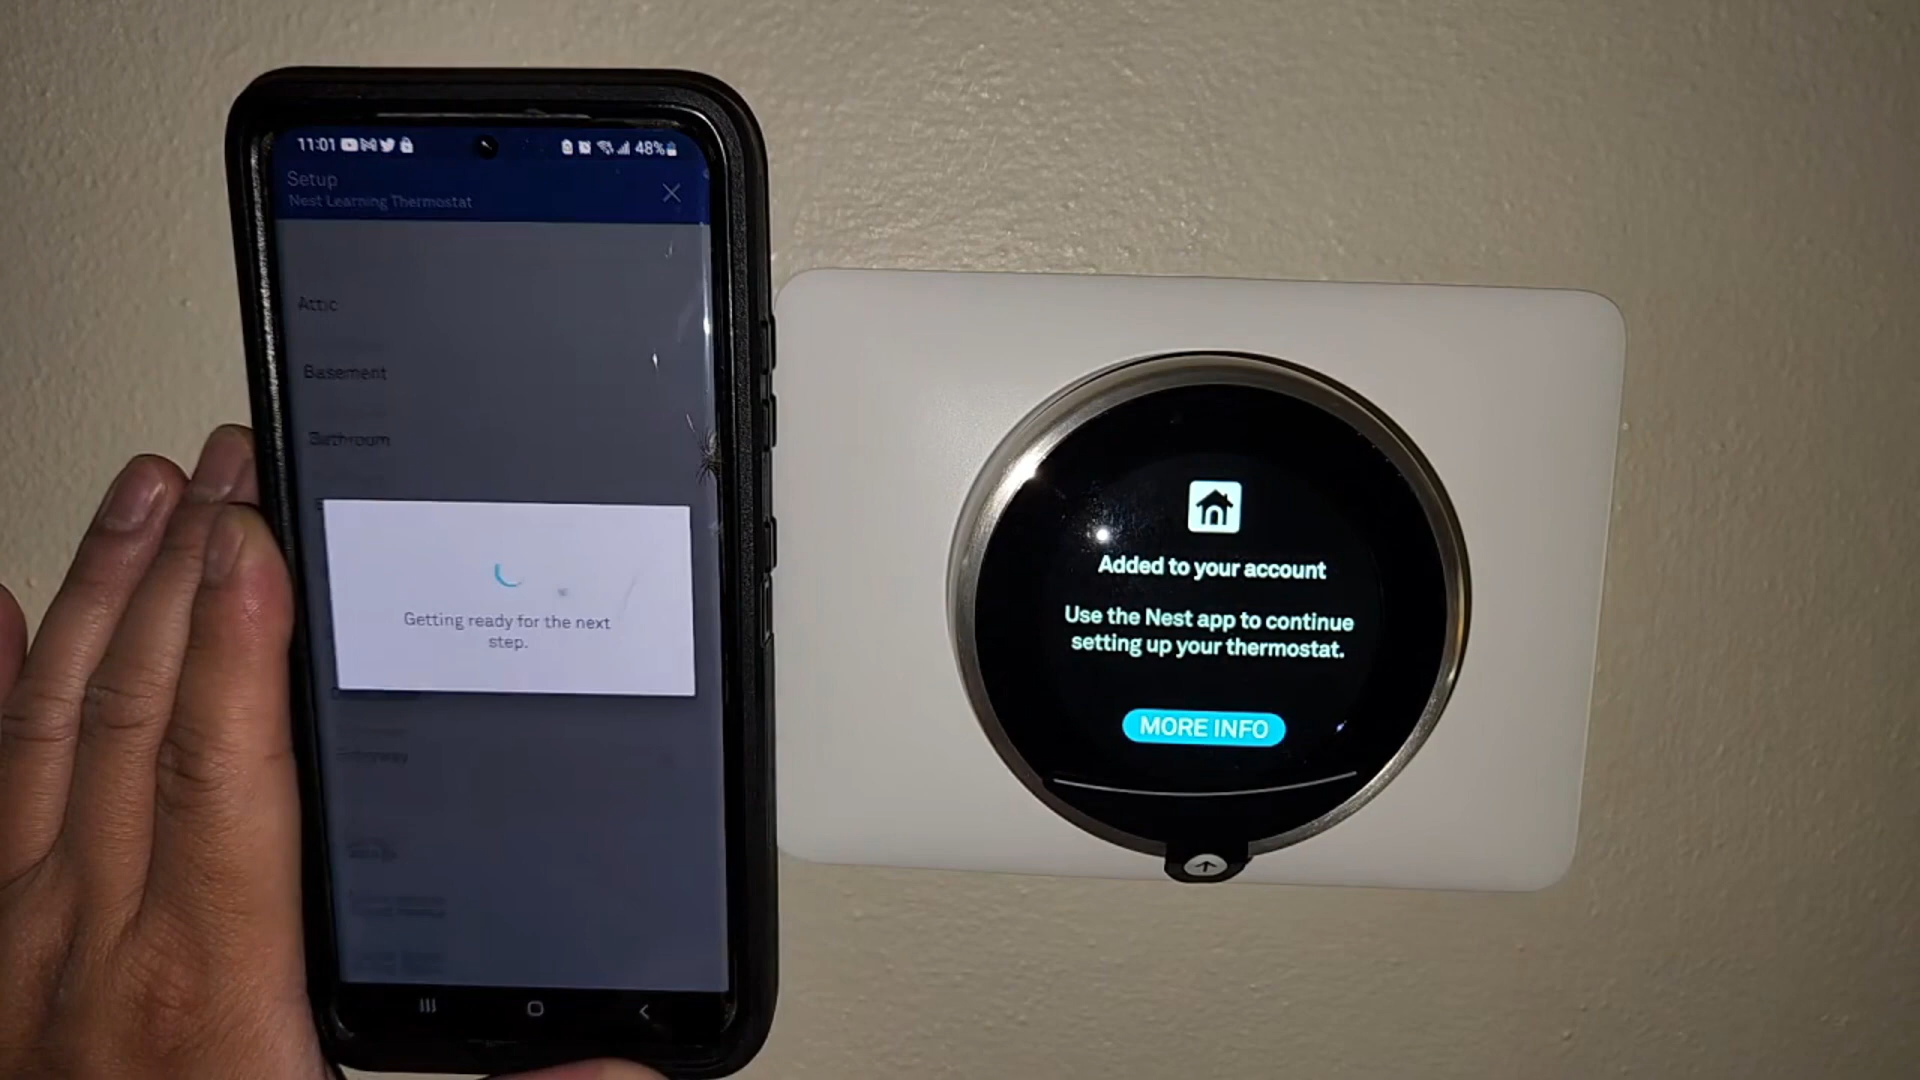 11:01
48%
Setup
Nest Learning Thermostat
Attic
Basement
Bathroom
Getting ready for the next
step.
Entryway
Added to your account
Use the Nest app to continue
setting up your thermostat.
MORE INFO